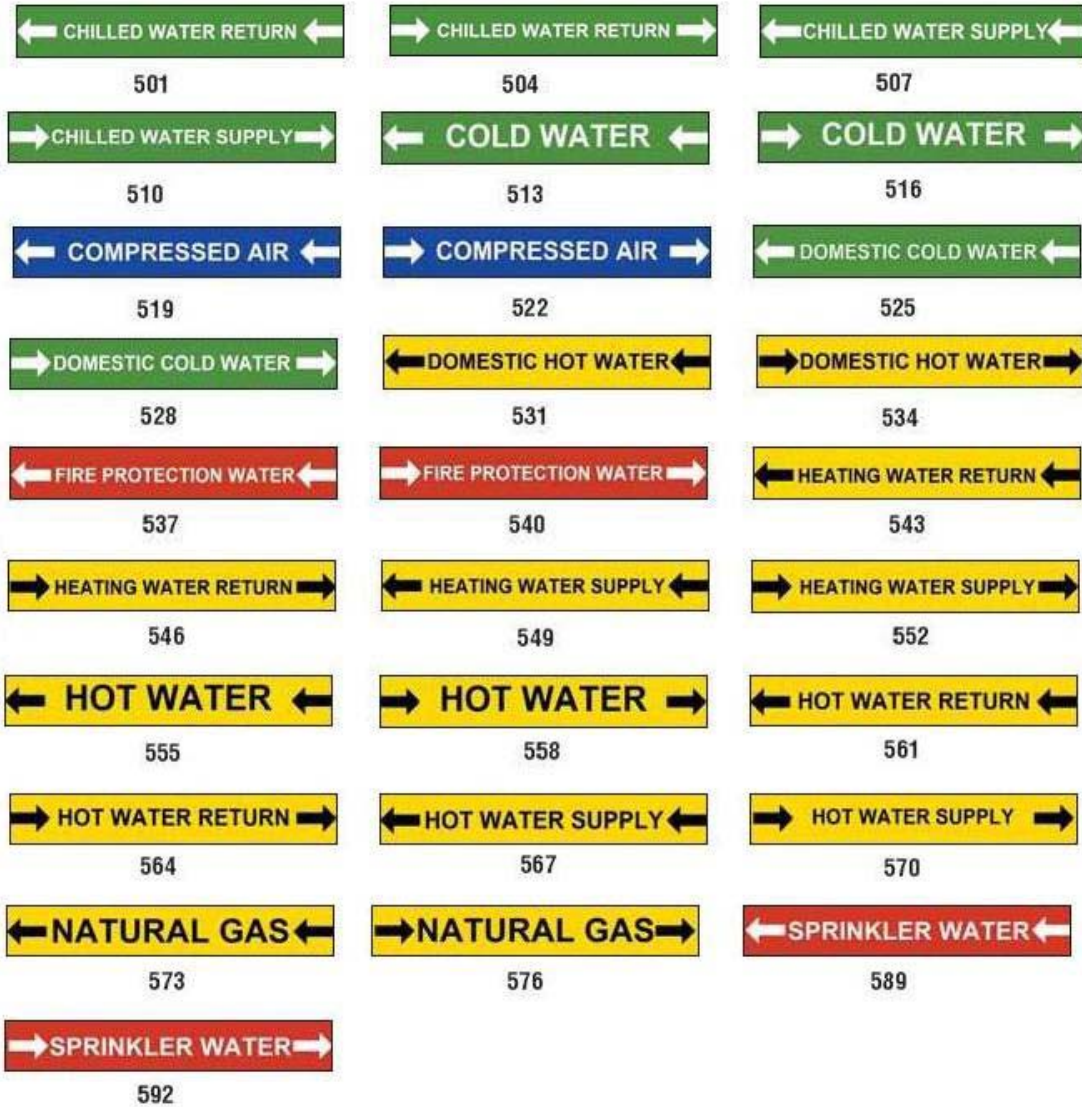 CHILLED WATER RETURN
CHILLED WATER RETURN
CHILLED WATER SUPPLY
501
504
507
CHILLED WATER SUPPLY
COLD WATER
COLD WATER
510
513
516
COMPRESSED AIR
COMPRESSED AIR
DOMESTIC COLD WATER
519
522
525
DOMESTIC COLD WATER
DOMESTIC HOT WATER
DOMESTIC HOT WATER
528
531
534
FIRE PROTECTION WATER
FIRE PROTECTION WATER
HEATING WATER RETURN
537
540
543
HEATING WATER RETURN
HEATING WATER SUPPLY
HEATING WATER SUPPLY
546
549
552
HOT WATER
HOT WATER
HOT WATER RETURN
555
558
561
HOT WATER RETURN
HOT WATER SUPPLY
HOT WATER SUPPLY
564
567
570
NATURAL GAS
NATURAL GAS
SPRINKLER WATER
573
576
589
SPRINKLER WATER
592